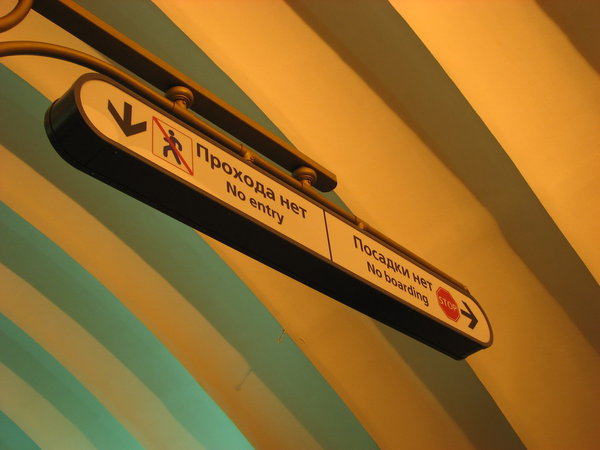 Прохода нет
No entry
Посадки нет
No boarding
STOP